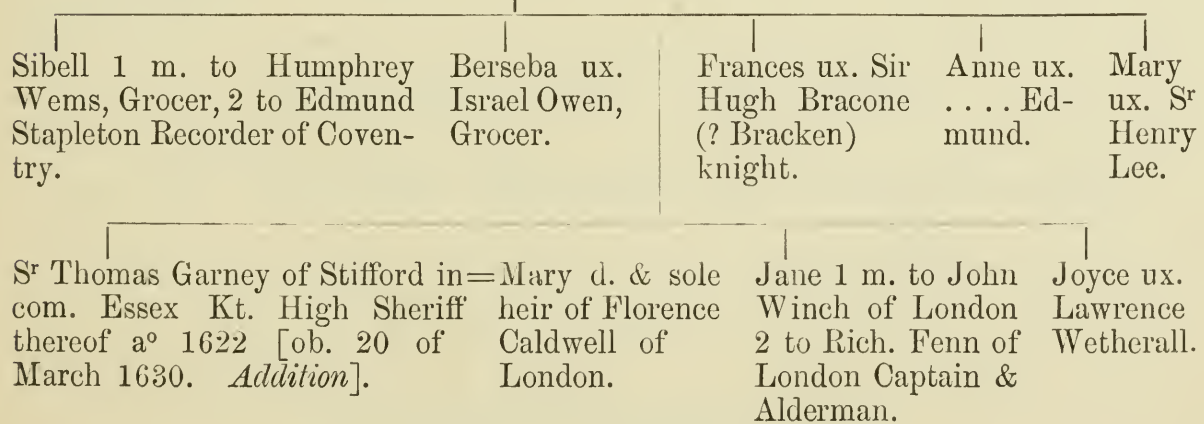 Sibell 1 m. to Humphrey
Wems, Grocer, 2 to Edmund
Stapleton Recorder of Coven-
try.
Berseba ux.
Israel Owen,
Grocer.
Frances ux. Sir
Hugh Bracone
(? Bracken)
knight.
Anne ux.
. . . . Ed-
mund.
Mary
ux. Sʳ
Henry
Lee.
Sʳ Thomas Garney of Stifford in=
com. Essex Kt. High Sheriff
thereof aº 1622 [ob. 20 of
March 1630. Addition].
Mary d. & sole
heir of Florence
Caldwell of
London.
Jane 1 m. to John
Winch of London
2 to Rich. Fenn of
London Captain &
Alderman.
Joyce ux.
Lawrence
Wetherall.